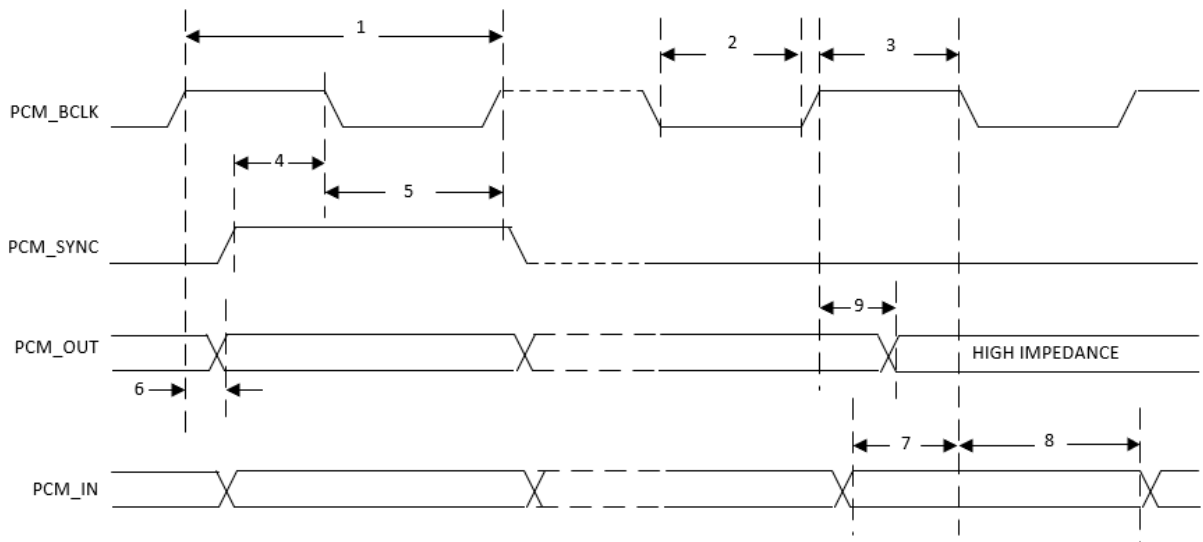 1
2
3
PCM_BCLK
4
5
PCM_SYNC
9
PCM_OUT
HIGH IMPEDANCE
6
7
8
PCM_IN